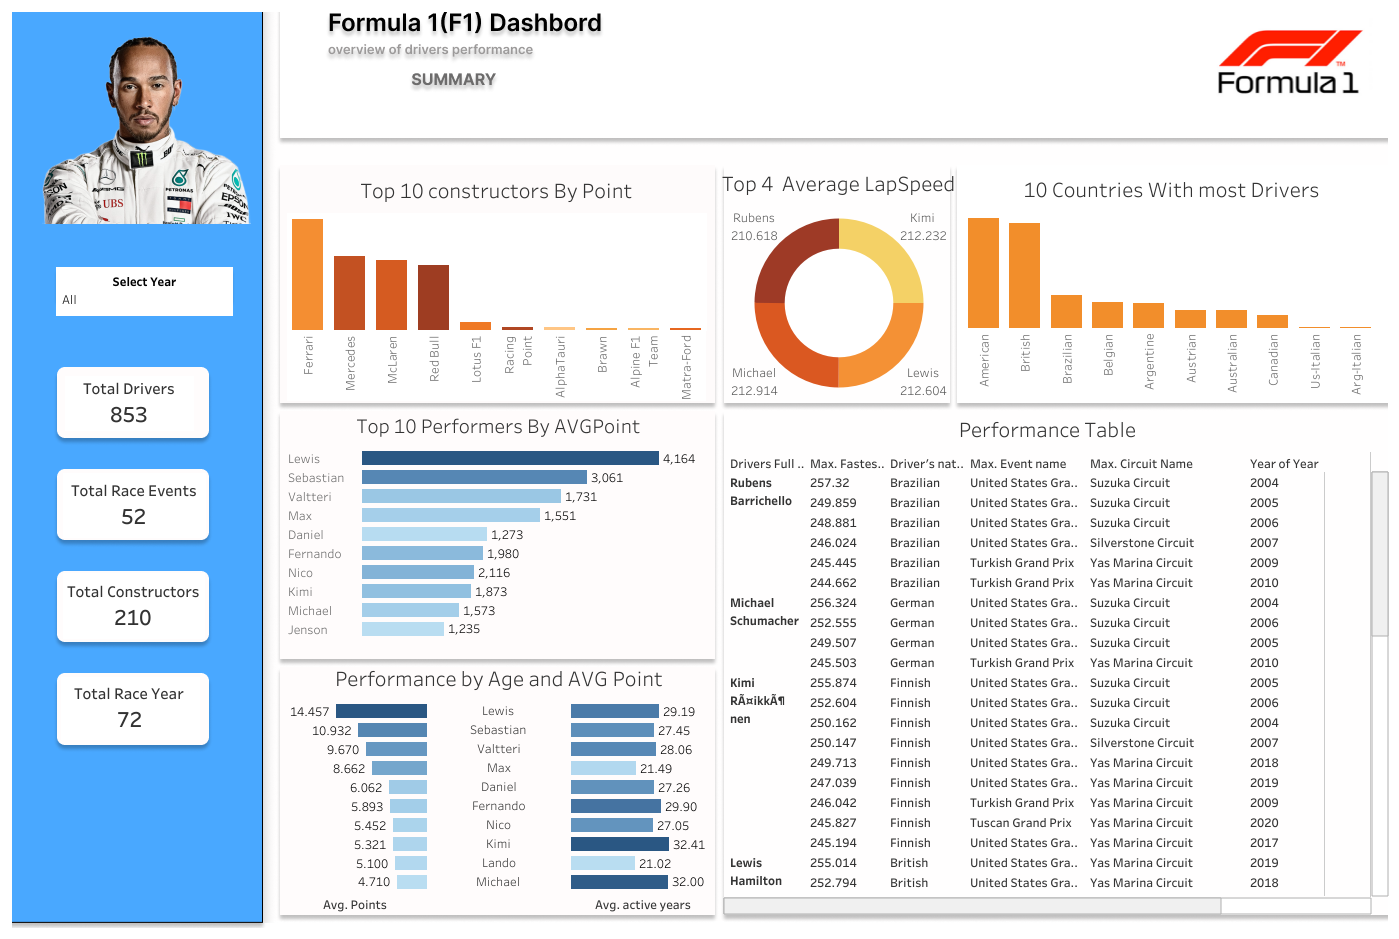 Formula 1(F1) Dashbord
overview of drivers performance
SUMMARY
Formula 1
TM
PETRONAS
UBS
EPSON
IWC
Select Year
All
Total Drivers
853
Total Race Events
52
Total Constructors
210
Total Race Year
72
Top 10 constructors By Point
Ferrari
Mercedes
McLaren
Red Bull
Lotus F1
Racing
Point
AlphaTauri
Brawn
Alpine F1
Team
Matra-Ford
Top 4 Average LapSpeed
Rubens
210.618
Kimi
212.232
Michael
212.914
Lewis
212.604
10 Countries With most Drivers
American
British
Brazilian
Belgian
Argentine
Austrian
Australian
Canadian
Us-Italian
Arg-Italian
Top 10 Performers By AVGPoint
Lewis 4,164
Sebastian 3,061
Valtteri 1,731
Max 1,551
Daniel 1,273
Fernando 1,980
Nico 2,116
Kimi 1,873
Michael 1,573
Jenson 1,235
Performance by Age and AVG Point
14.457 Lewis 29.19
10.932 Sebastian 27.45
9.670 Valtteri 28.06
8.662 Max 21.49
6.062 Daniel 27.26
5.893 Fernando 29.90
5.452 Nico 27.05
5.321 Kimi 32.41
5.100 Lando 21.02
4.710 Michael 32.00
Avg. Points Avg. active years
Performance Table
Drivers Full .. Max. Fastes.. Driver's nat.. Max. Event name Max. Circuit Name Year of Year
Rubens 257.32 Brazilian United States Gra.. Suzuka Circuit 2004
Barrichello 249.859 Brazilian United States Gra.. Suzuka Circuit 2005
248.881 Brazilian United States Gra.. Suzuka Circuit 2006
246.024 Brazilian United States Gra.. Silverstone Circuit 2007
245.445 Brazilian Turkish Grand Prix Yas Marina Circuit 2009
244.662 Brazilian Turkish Grand Prix Yas Marina Circuit 2010
Michael 256.324 German United States Gra.. Suzuka Circuit 2004
Schumacher 252.555 German United States Gra.. Suzuka Circuit 2006
249.507 German United States Gra.. Suzuka Circuit 2005
245.503 German Turkish Grand Prix Yas Marina Circuit 2010
Kimi 255.874 Finnish United States Gra.. Suzuka Circuit 2005
RÃ¤ikkÃ¶ 252.604 Finnish United States Gra.. Suzuka Circuit 2006
nen 250.162 Finnish United States Gra.. Suzuka Circuit 2004
250.147 Finnish United States Gra.. Silverstone Circuit 2007
249.713 Finnish United States Gra.. Yas Marina Circuit 2018
247.039 Finnish United States Gra.. Yas Marina Circuit 2019
246.042 Finnish Turkish Grand Prix Yas Marina Circuit 2009
245.827 Finnish Tuscan Grand Prix Yas Marina Circuit 2020
245.194 Finnish United States Gra.. Yas Marina Circuit 2017
Lewis 255.014 British United States Gra.. Yas Marina Circuit 2019
Hamilton 252.794 British United States Gra.. Yas Marina Circuit 2018